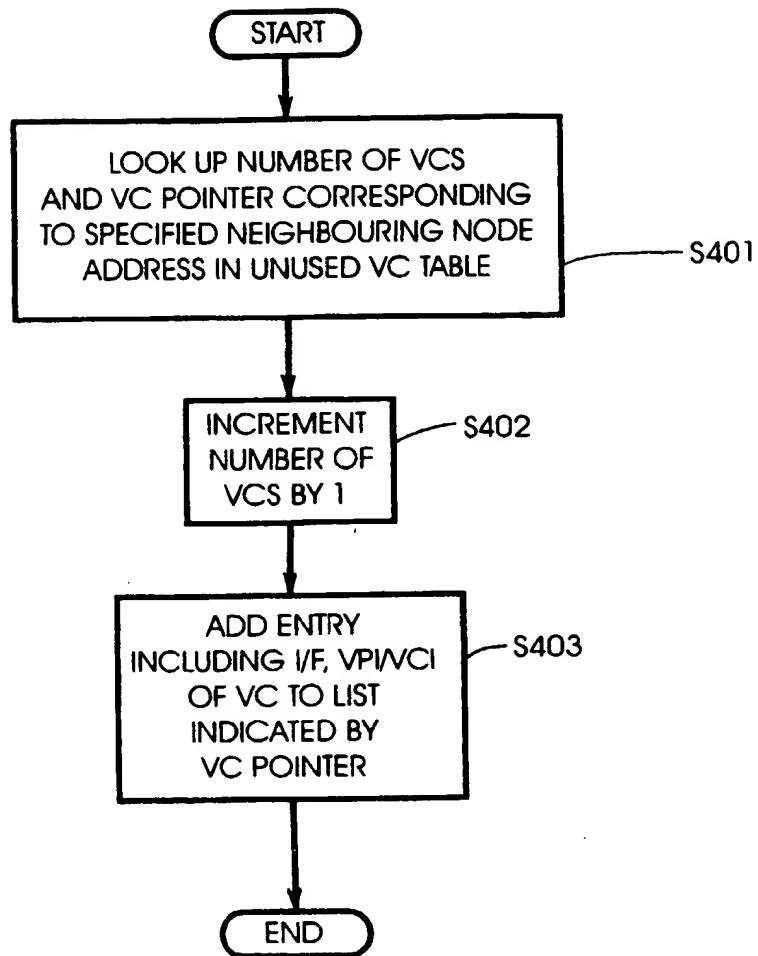 START
LOOK UP NUMBER OF VCS
AND VC POINTER CORRESPONDING
TO SPECIFIED NEIGHBOURING NODE
ADDRESS IN UNUSED VC TABLE
S401
INCREMENT
NUMBER OF
VCS BY 1
S402
ADD ENTRY
INCLUDING I/F, VPI/VCI
OF VC TO LIST
INDICATED BY
VC POINTER
S403
END